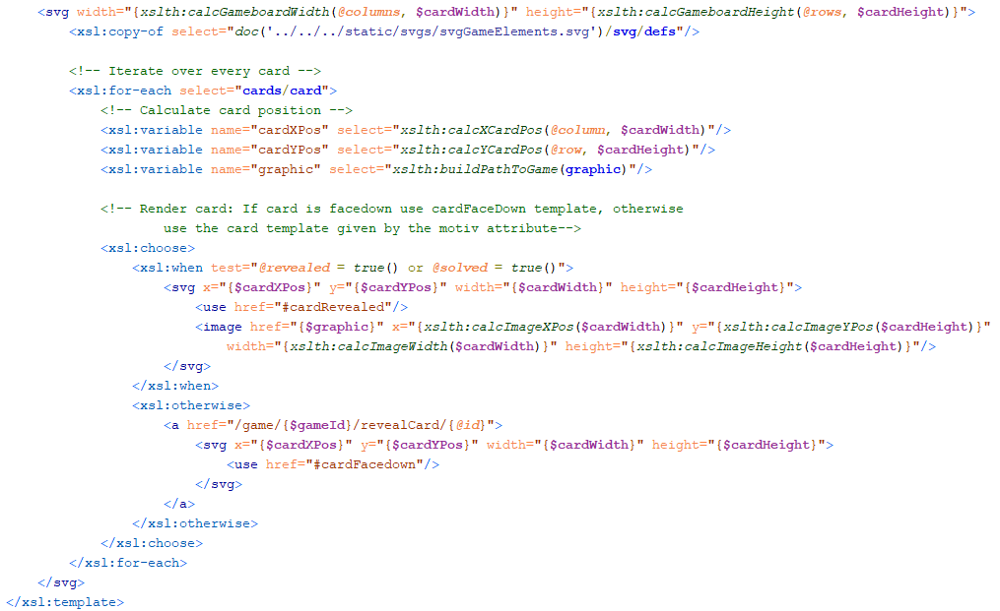 <svg width="{xslth:calcGameboardWidth(@columns, $cardWidth)}" height="{xslth:calcGameboardHeight(@rows, $cardHeight)}">
<xsl:copy-of select="doc('../../../static/svgs/svgGameElements.svg')/svg/defs"/>
<!-- Iterate over every card -->
<xsl:for-each select="cards/card">
<!-- Calculate card position -->
<xsl:variable name="cardXPos" select="xslth:calcXCardPos(@column, $cardWidth)"/>
<xsl:variable name="cardYPos" select="xslth:calcYCardPos(@row, $cardHeight)"/>
<xsl:variable name="graphic" select="xslth:buildPathToGame(graphic)"/>
<!-- Render card: If card is facedown use cardFaceDown template, otherwise
use the card template given by the motiv attribute-->
<xsl:choose>
<xsl:when test="@revealed = true() or @solved = true()">
<svg x="{$cardXPos}" y="{$cardYPos}" width="{$cardWidth}" height="{$cardHeight}">
<use href="#cardRevealed"/>
<image href="{$graphic}" x="{xslth:calcImageXPos($cardWidth)}" y="{xslth:calcImageYPos($cardHeight)}"
width="{xslth:calcImageWidth($cardWidth)}" height="{xslth:calcImageHeight($cardHeight)}"/>
</svg>
</xsl:when>
<xsl:otherwise>
<a href="/game/{$gameId}/revealCard/{@id}">
<svg x="{$cardXPos}" y="{$cardYPos}" width="{$cardWidth}" height="{$cardHeight}">
<use href="#cardFacedown"/>
</svg>
</a>
</xsl:otherwise>
</xsl:choose>
</xsl:for-each>
</svg>
</xsl:template>